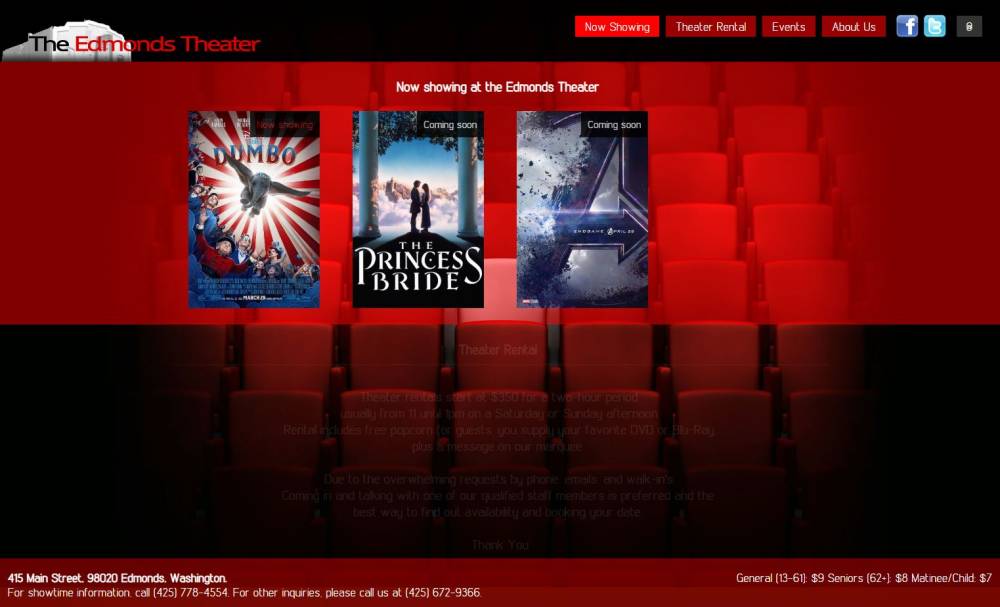 The Edmonds Theater
Now Showing
Theater Rental
Events
About Us
Now showing at the Edmonds Theater
Now showing
DUMBO
MARCH 29
Coming soon
THE
PRINCESS
BRIDE
Coming soon
ENDGAME APRIL 26
Theater Rental
Theater rentals start at $350 for a two-hour period
usually from 11 until 1pm on a Saturday or Sunday afternoon.
Rental includes free popcorn for guests, you supply your favorite DVD or Blu-Ray
plus a message on our marquee.
Due to the overwhelming requests by phone, emails, and walk-in's
Coming in and talking with one of our qualified staff members is preferred and the
best way to find out availability and booking your date.
Thank You
415 Main Street, 98020 Edmonds, Washington.
For showtime information, call (425) 778-4554. For other inquiries, please call us at (425) 672-9366.
General (13-61): $9 Seniors (62+): $8 Matinee/Child: $7